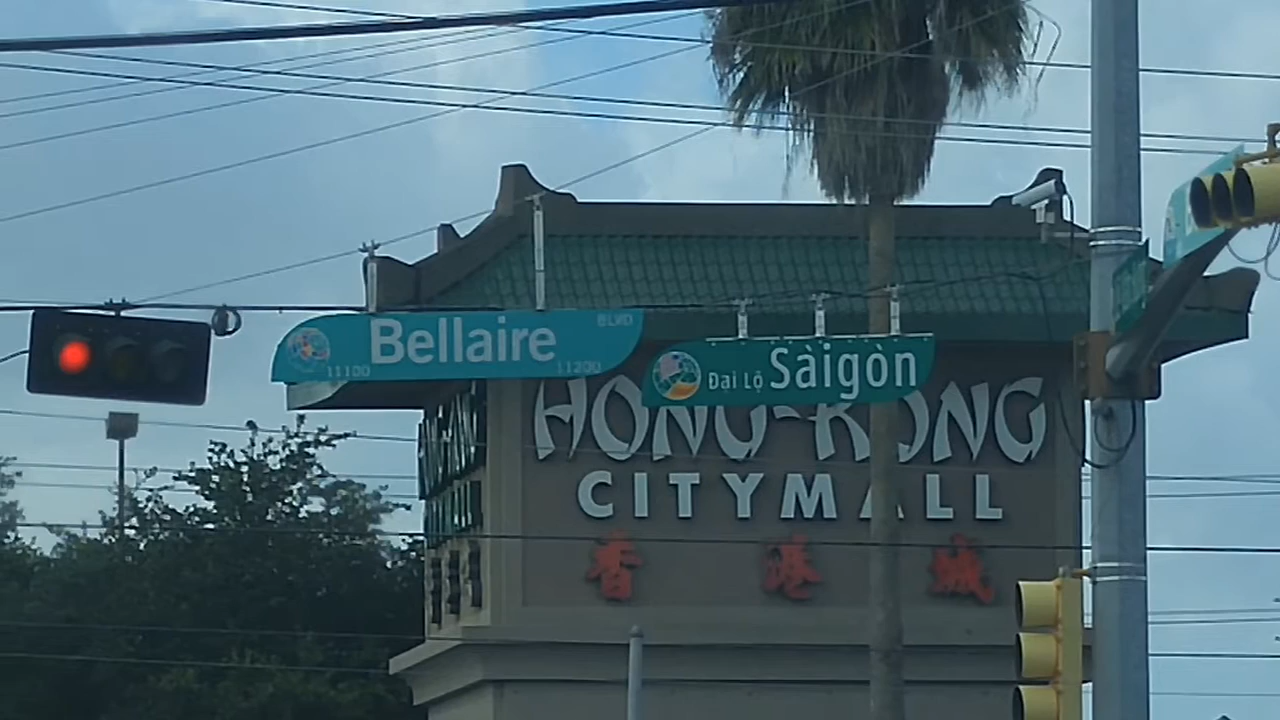 Bellaire BLVD
11100 11200
Đại Lộ Sàigòn
HONG-KONG
CITYMALL
香港城